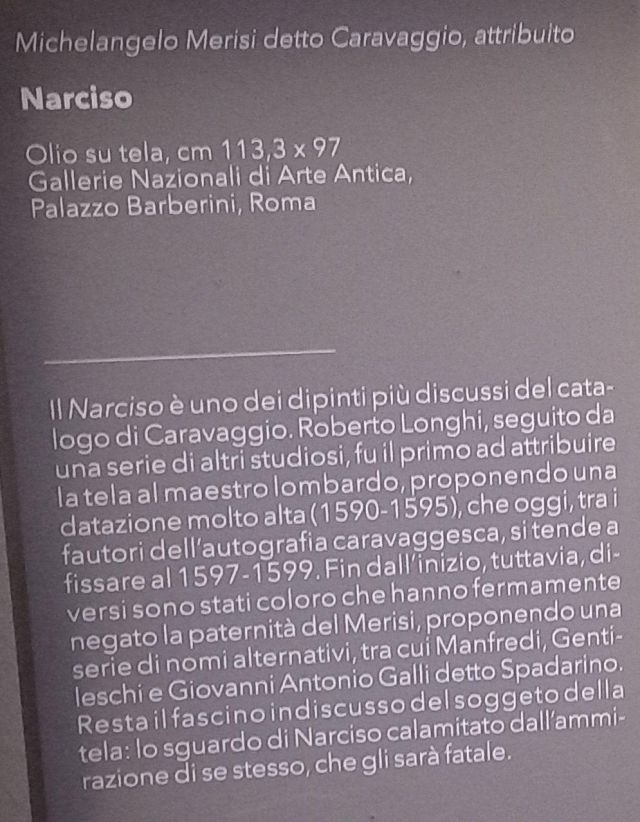 Michelangelo Merisi detto Caravaggio, attribuito
Narciso
Olio su tela, cm 113,3 x 97
Gallerie Nazionali di Arte Antica,
Palazzo Barberini, Roma
Il Narciso è uno dei dipinti più discussi del cata-
logo di Caravaggio. Roberto Longhi, seguito da
una serie di altri studiosi, fu il primo ad attribuire
la tela al maestro lombardo, proponendo una
datazione molto alta (1590-1595), che oggi, tra i
fautori dell'autografia caravaggesca, si tende a
fissare al 1597-1599. Fin dall'inizio, tuttavia, di-
versi sono stati coloro che hanno fermamente
negato la paternità del Merisi, proponendo una
serie di nomi alternativi, tra cui Manfredi, Genti-
leschi e Giovanni Antonio Galli detto Spadarino.
Resta il fascino indiscusso del soggetto della
tela: lo sguardo di Narciso calamitato dall'ammi-
razione di se stesso, che gli sarà fatale.